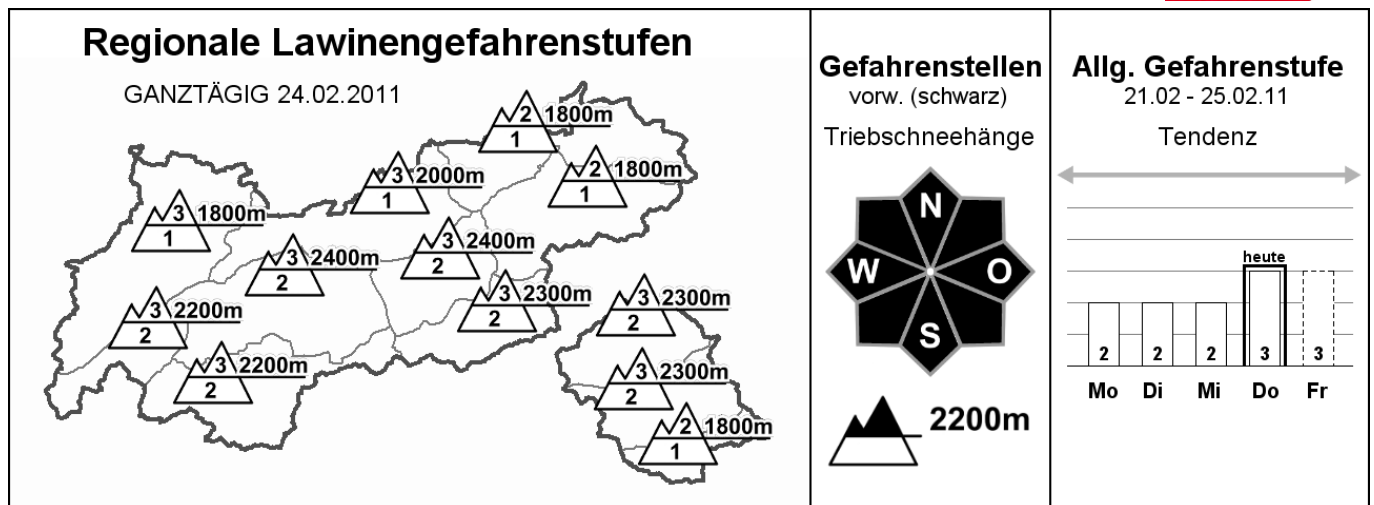 Regionale Lawinengefahrenstufen
GANZTÄGIG 24.02.2011
2 1800m
1
3 2000m
1
2 1800m
1
3 1800m
1
3 2400m
2
3 2400m
2
3 2200m
2
3 2300m
2
3 2300m
2
3 2200m
2
3 2300m
2
2 1800m
1
Gefahrenstellen
vorw. (schwarz)
Triebschneehänge
N
W O
S
2200m
Allg. Gefahrenstufe
21.02 - 25.02.11
Tendenz
heute
2 2 2 3 3
Mo Di Mi Do Fr